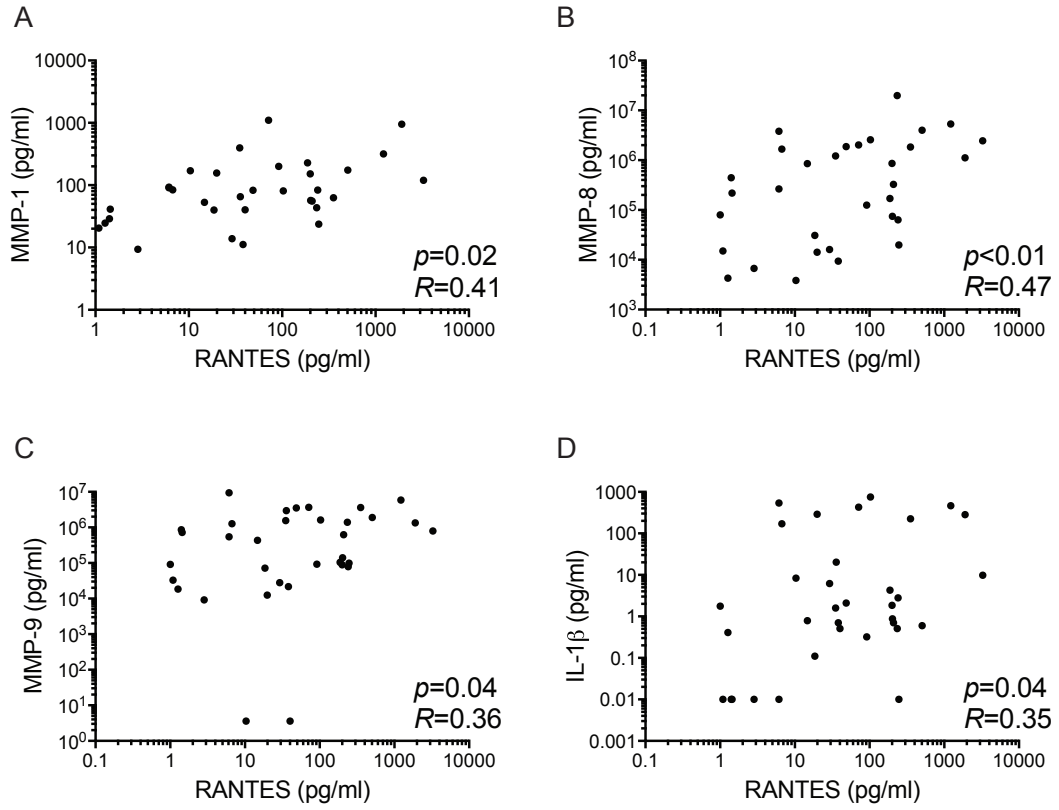 A
MMP-1 (pg/ml)
10000
1000
100
10
1
1
10
100
1000
10000
RANTES (pg/ml)
p=0.02
R=0.41
B
MMP-8 (pg/ml)
10⁸
10⁷
10⁶
10⁵
10⁴
10³
0.1
1
10
100
1000
10000
RANTES (pg/ml)
p<0.01
R=0.47
C
MMP-9 (pg/ml)
10⁷
10⁶
10⁵
10⁴
10³
10²
10¹
10⁰
0.1
1
10
100
1000
10000
RANTES (pg/ml)
p=0.04
R=0.36
D
IL-1β (pg/ml)
1000
100
10
1
0.1
0.01
0.001
0.1
1
10
100
1000
10000
RANTES (pg/ml)
p=0.04
R=0.35